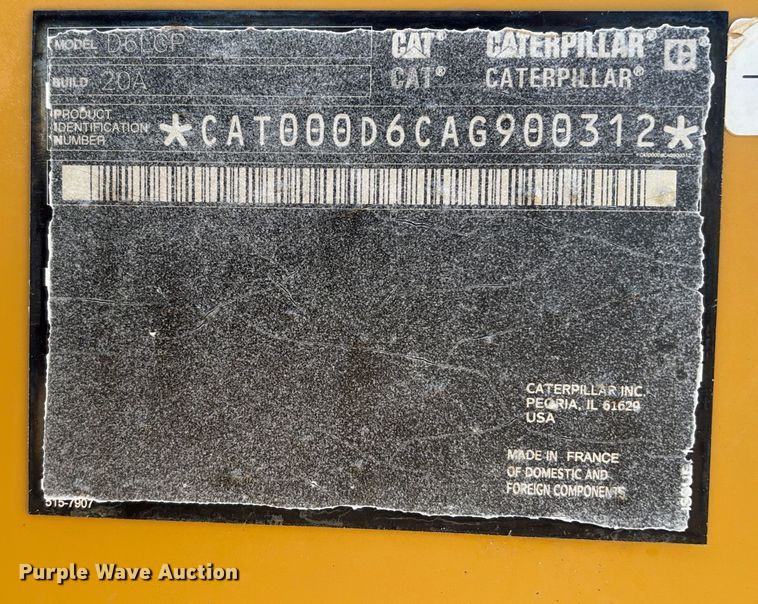 MODEL D6LGP
BUILD 20A
CAT® CATERPILLAR®
CAT® CATERPILLAR®
PRODUCT
IDENTIFICATION
NUMBER
*CAT000D6CAG900312*
CATERPILLAR INC.
PEORIA, IL 61629
USA
MADE IN FRANCE
OF DOMESTIC AND
FOREIGN COMPONENTS
515-7907
Purple Wave Auction